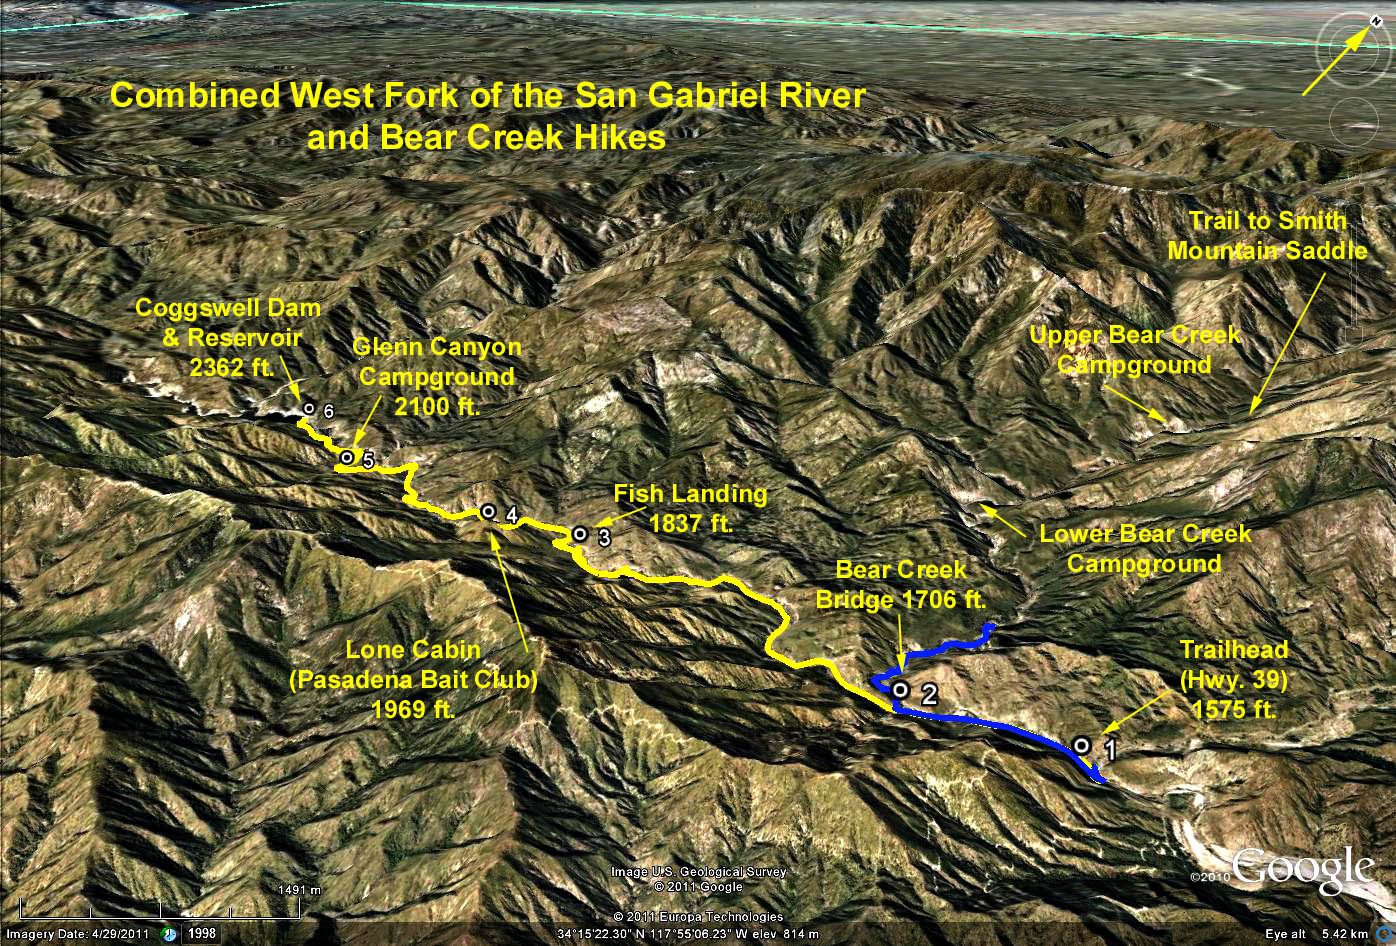 N
Combined West Fork of the San Gabriel River
and Bear Creek Hikes
Trail to Smith
Mountain Saddle
Coggswell Dam
& Reservoir
2362 ft.
Glenn Canyon
Campground
2100 ft.
Upper Bear Creek
Campground
6
5
4
Fish Landing
1837 ft.
3
Lower Bear Creek
Campground
Bear Creek
Bridge 1706 ft.
Lone Cabin
(Pasadena Bait Club)
1969 ft.
2
Trailhead
(Hwy. 39)
1575 ft.
1
Image U.S. Geological Survey
© 2011 Google
©2010 Google
1491 m
© 2011 Europa Technologies
Imagery Date: 4/29/2011 1998
34°15'22.30" N 117°55'06.23" W elev 814 m
Eye alt 5.42 km